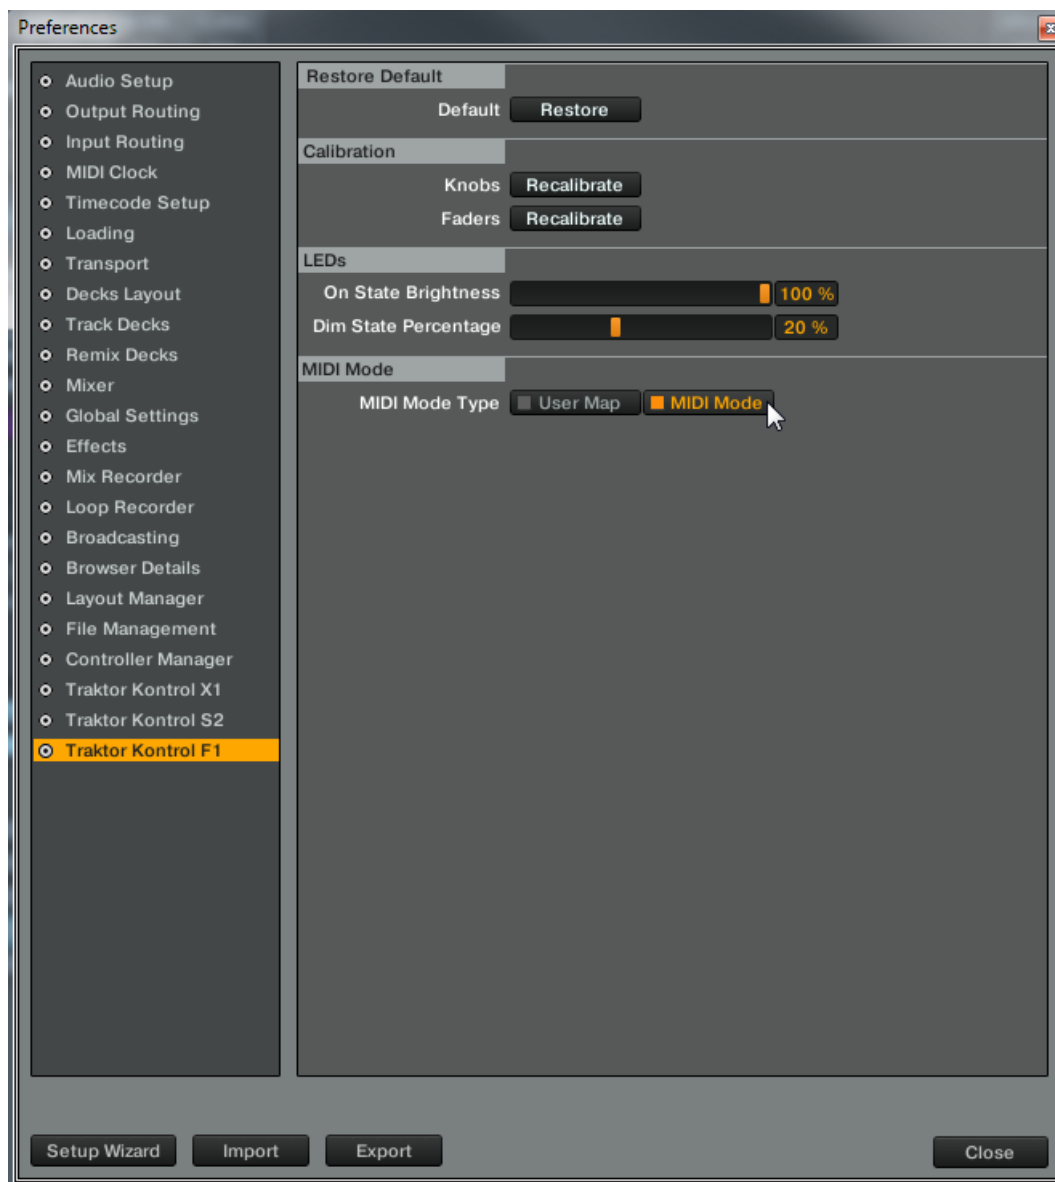 Preferences
Audio Setup
Output Routing
Input Routing
MIDI Clock
Timecode Setup
Loading
Transport
Decks Layout
Track Decks
Remix Decks
Mixer
Global Settings
Effects
Mix Recorder
Loop Recorder
Broadcasting
Browser Details
Layout Manager
File Management
Controller Manager
Traktor Kontrol X1
Traktor Kontrol S2
Traktor Kontrol F1
Restore Default
Default Restore
Calibration
Knobs Recalibrate
Faders Recalibrate
LEDs
On State Brightness 100 %
Dim State Percentage 20 %
MIDI Mode
MIDI Mode Type User Map MIDI Mode
Setup Wizard Import Export Close